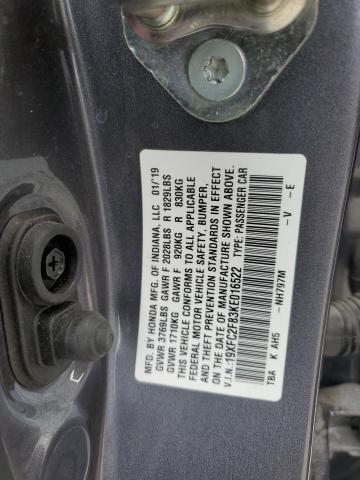 MFD. BY HONDA MFG. OF INDIANA, LLC 01/19
GVWR 3769LBS GAWR F 2028LBS R 1829LBS
GVWR 1710KG GAWR F 920KG R 830KG
THIS VEHICLE CONFORMS TO ALL APPLICABLE
FEDERAL MOTOR VEHICLE SAFETY, BUMPER,
AND THEFT PREVENTION STANDARDS IN EFFECT
ON THE DATE OF MANUFACTURE SHOWN ABOVE.
V.I.N.:19XFC2F83KE016522 TYPE: PASSENGER CAR
TBA K AH5 -NH797M -V -E